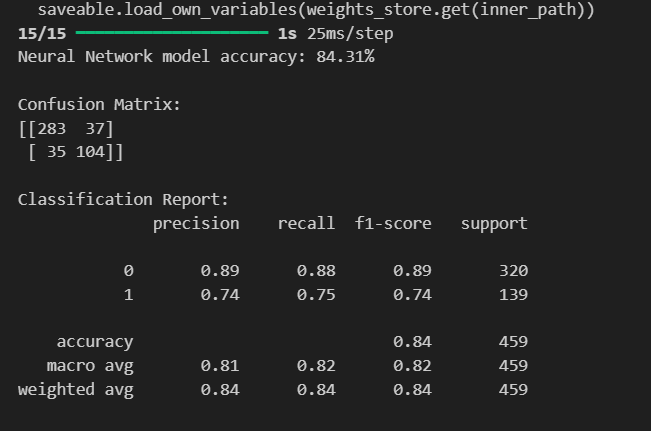 saveable.load_own_variables(weights_store.get(inner_path))
15/15 ━━━━━━━━━━━━━━━━━━━━ 1s 25ms/step
Neural Network model accuracy: 84.31%
Confusion Matrix:
[[283  37]
 [ 35 104]]
Classification Report:
              precision    recall  f1-score   support
           0       0.89      0.88      0.89       320
           1       0.74      0.75      0.74       139
    accuracy                           0.84       459
   macro avg       0.81      0.82      0.82       459
weighted avg       0.84      0.84      0.84       459